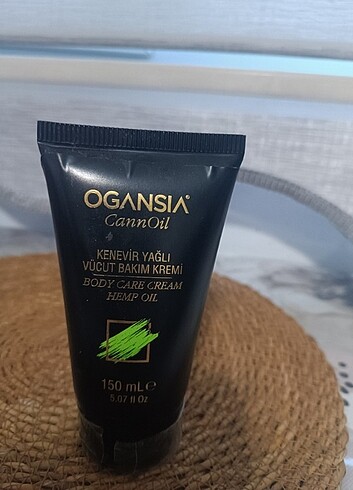 OGANSIA®
CannOil
KENEVİR YAĞLI
VÜCUT BAKIM KREMİ
BODY CARE CREAM
HEMP OIL
150 mL ℮
5.07 fl Oz